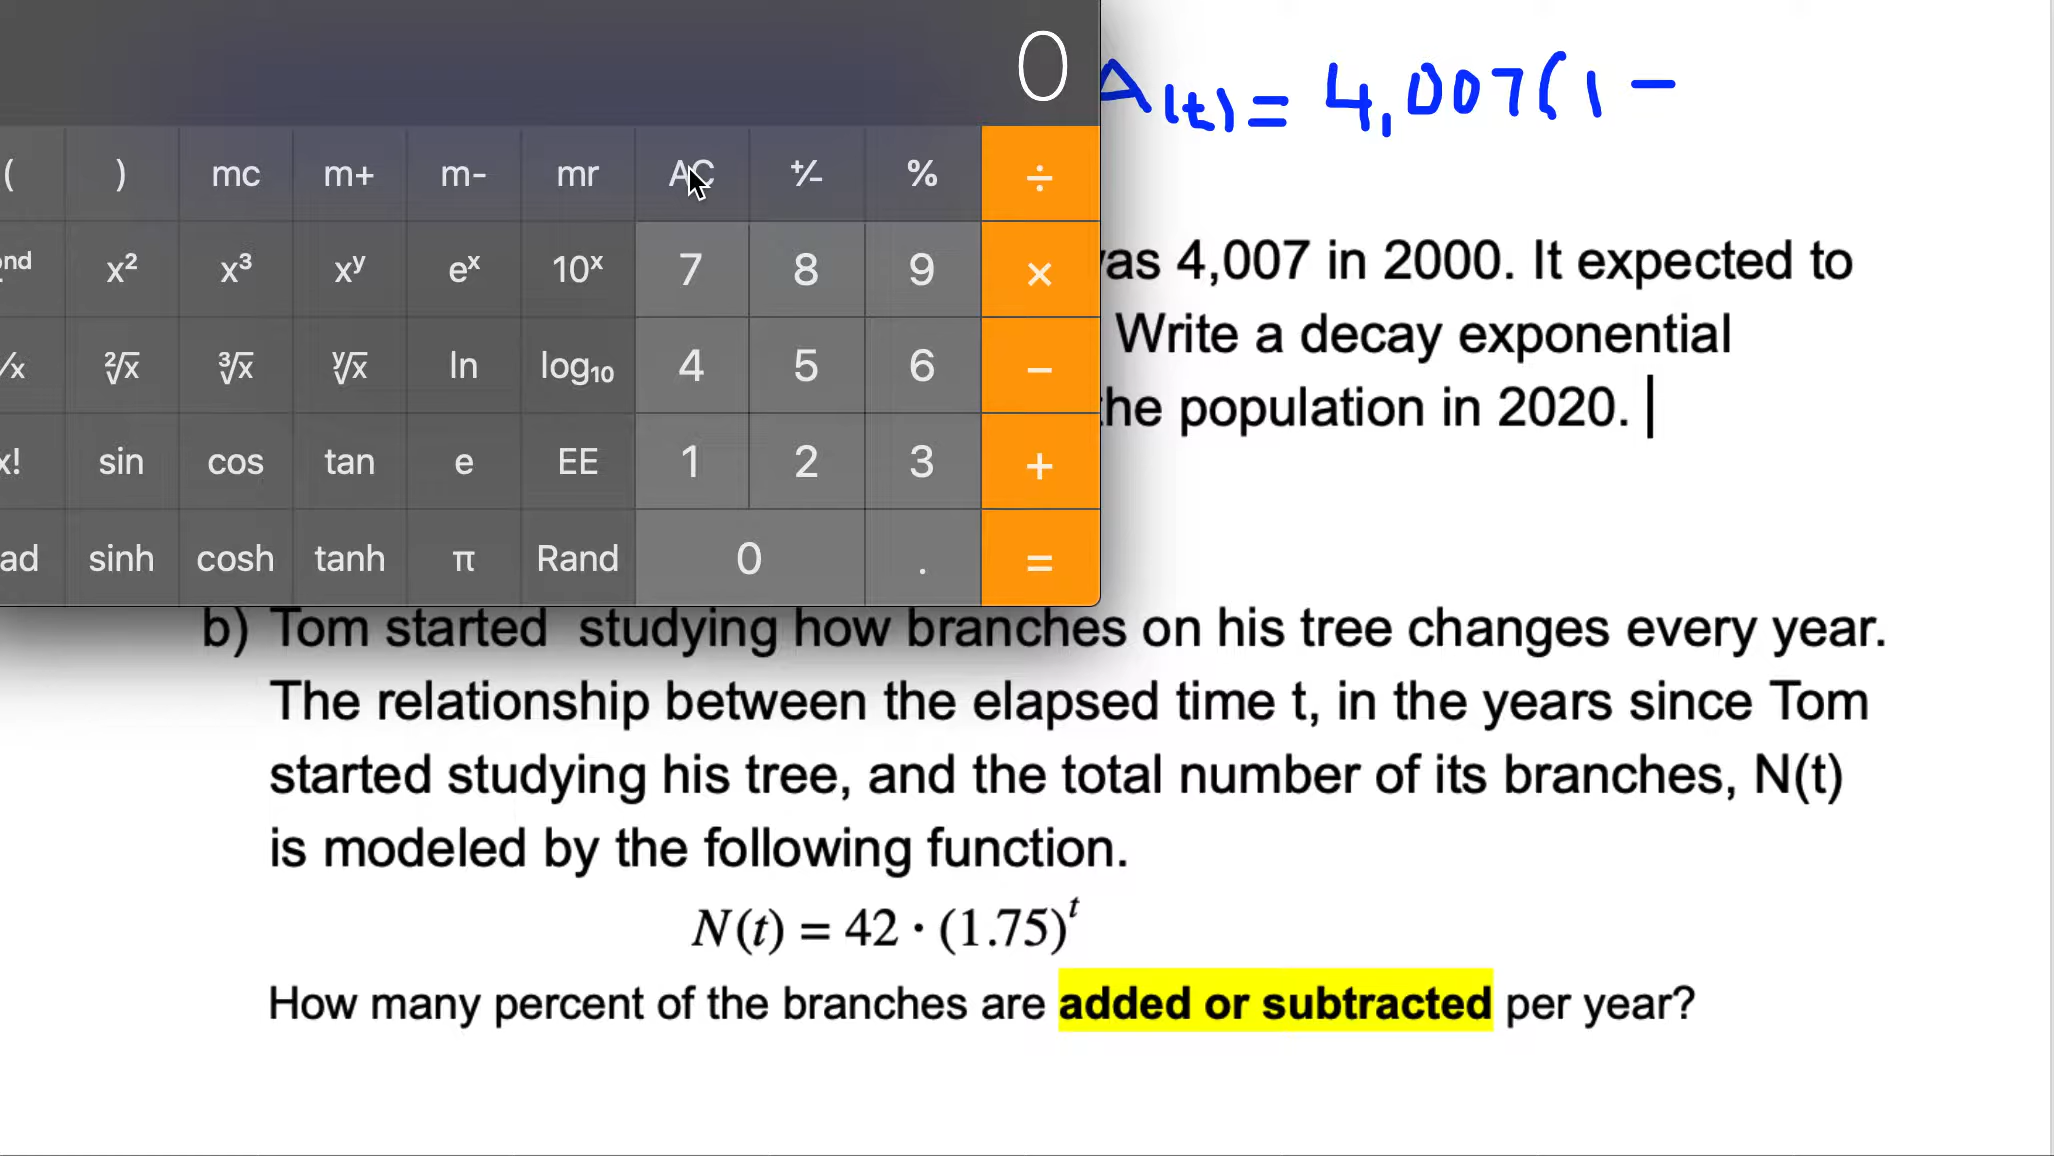 0
A(t) = 4,007(1 -
( ) mc m+ m- mr AC +/- % ÷
nd x² x³ xʸ eˣ 10ˣ 7 8 9 ×
as 4,007 in 2000. It expected to
/x ²√x ³√x ʸ√x ln log₁₀ 4 5 6 −
Write a decay exponential
he population in 2020.
x! sin cos tan e EE 1 2 3 +
ad sinh cosh tanh π Rand 0 . =
b) Tom started studying how branches on his tree changes every year.
The relationship between the elapsed time t, in the years since Tom
started studying his tree, and the total number of its branches, N(t)
is modeled by the following function.
N(t) = 42 · (1.75)ᵗ
How many percent of the branches are added or subtracted per year?